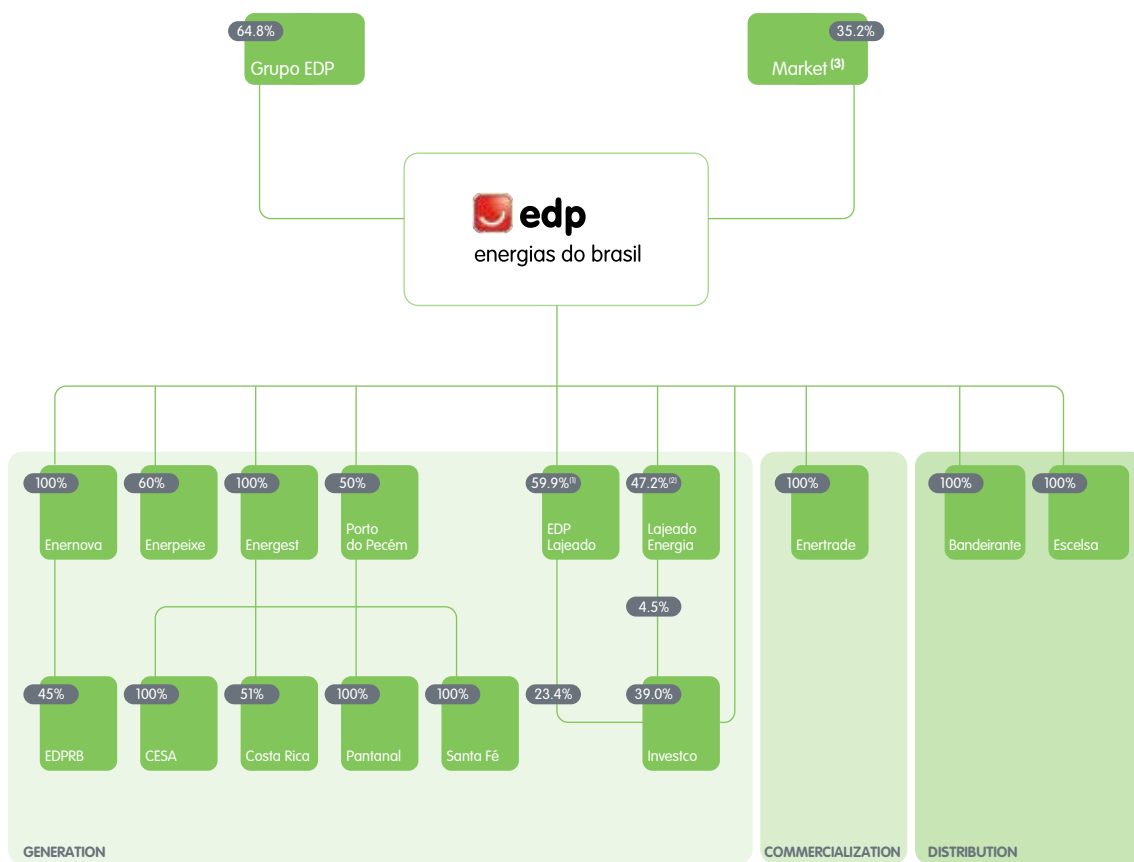 64.8%
Grupo EDP
35.2%
Market (3)
edp
energias do brasil
100%
Enernova
60%
Enerpeixe
100%
Energest
50%
Porto
do Pecém
59.9%(1)
EDP
Lajeado
47.2%(2)
Lajeado
Energia
100%
Enertrade
100%
Bandeirante
100%
Escelsa
4.5%
45%
EDPRB
100%
CESA
51%
Costa Rica
100%
Pantanal
100%
Santa Fé
23.4%
39.0%
Investco
GENERATION
COMMERCIALIZATION
DISTRIBUTION